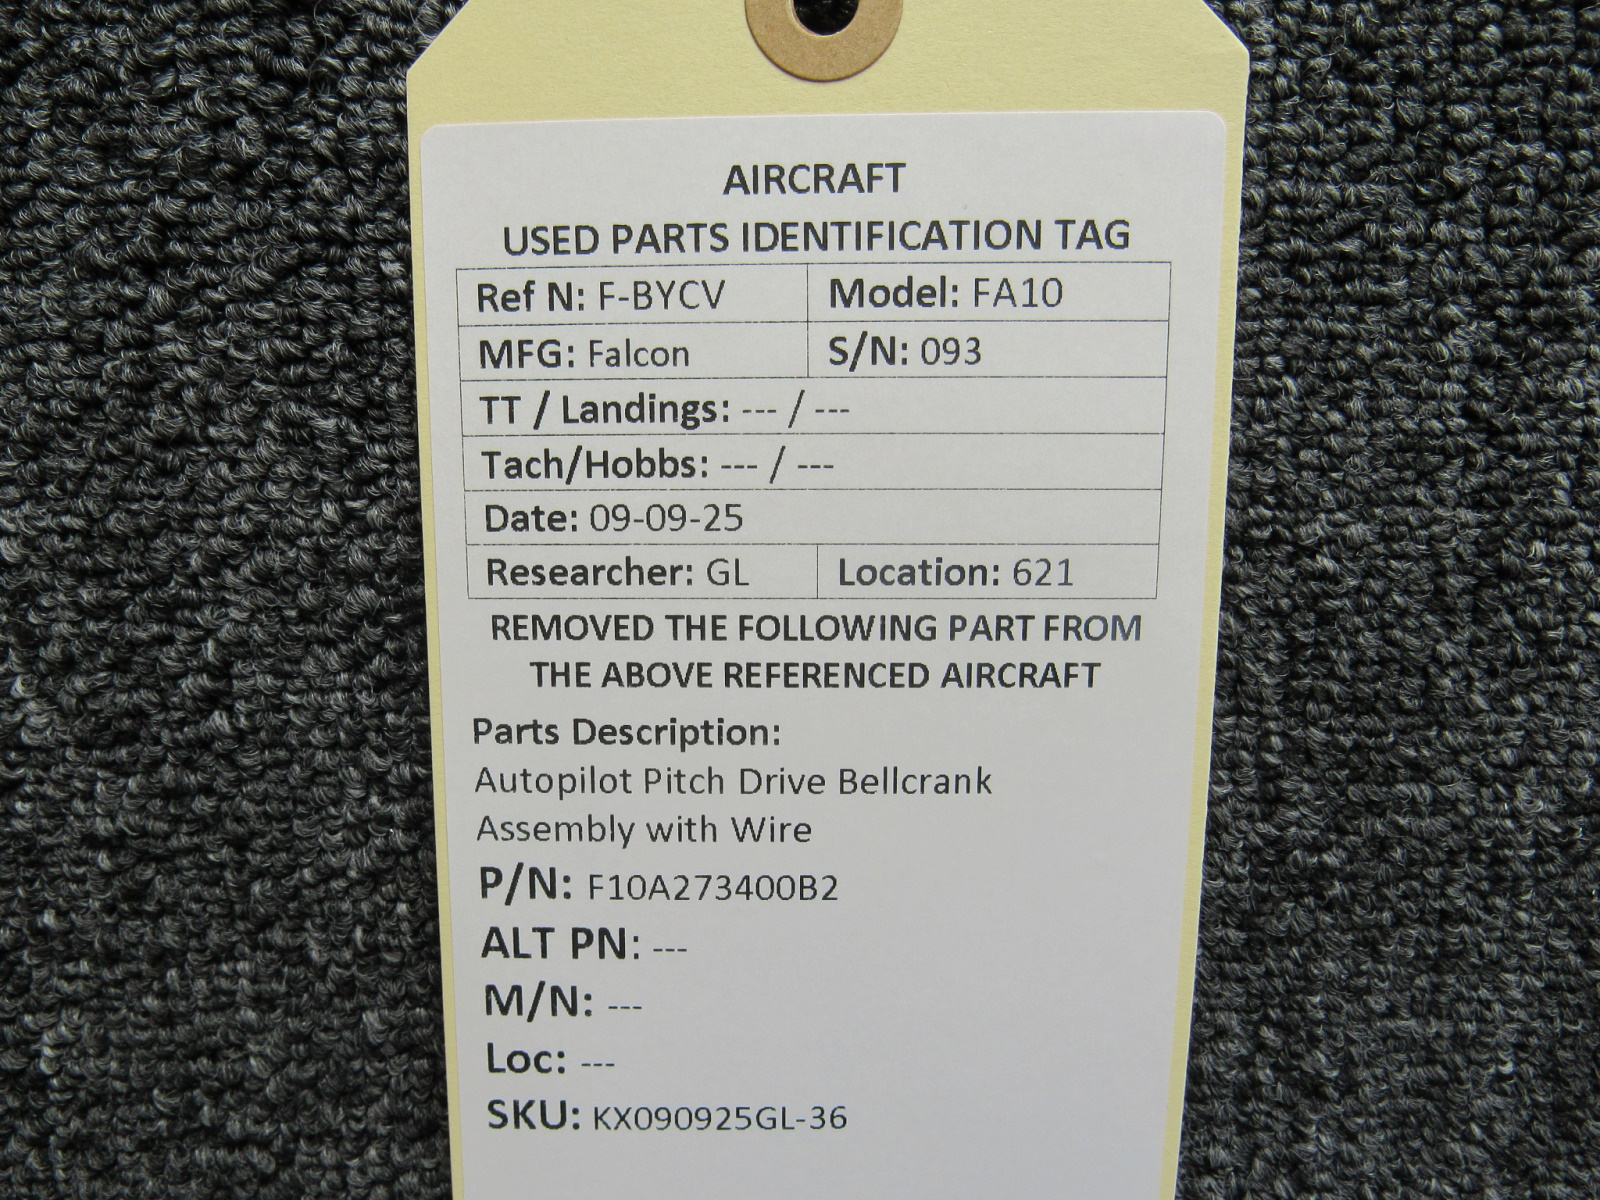 AIRCRAFT
USED PARTS IDENTIFICATION TAG
Ref N: F-BYCV Model: FA10
MFG: Falcon S/N: 093
TT / Landings: --- / ---
Tach/Hobbs: --- / ---
Date: 09-09-25
Researcher: GL Location: 621
REMOVED THE FOLLOWING PART FROM
THE ABOVE REFERENCED AIRCRAFT
Parts Description:
Autopilot Pitch Drive Bellcrank
Assembly with Wire
P/N: F10A273400B2
ALT PN: ---
M/N: ---
Loc: ---
SKU: KX090925GL-36